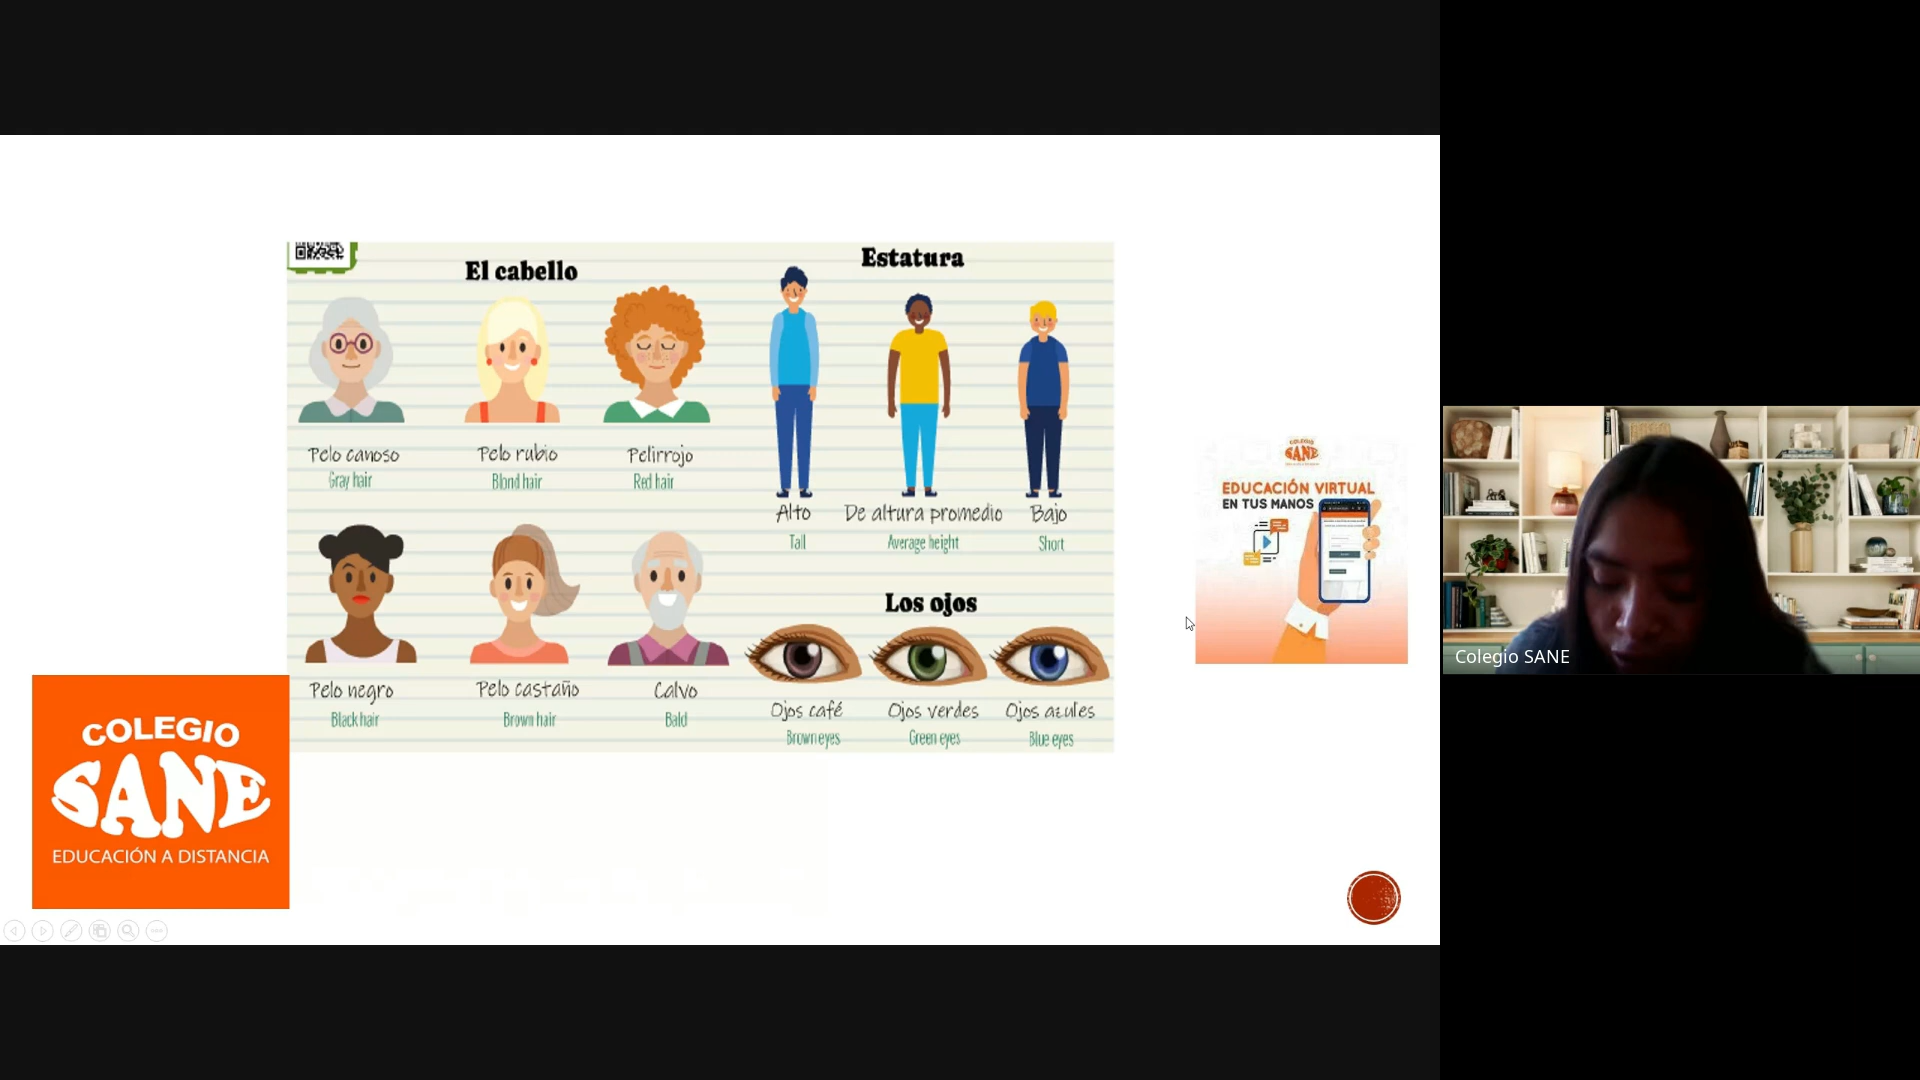 El cabello
Estatura
Pelo canoso
Gray hair
Pelo rubio
Blond hair
Pelirrojo
Red hair
Alto
Tall
De altura promedio
Average height
Bajo
Short
Pelo negro
Black hair
Pelo castaño
Brown hair
Calvo
Bald
Los ojos
Ojos café
Brown eyes
Ojos verdes
Green eyes
Ojos azules
Blue eyes
COLEGIO
SANE
EDUCACIÓN A DISTANCIA
COLEGIO
SANE
EDUCACIÓN VIRTUAL
EN TUS MANOS
Colegio SANE